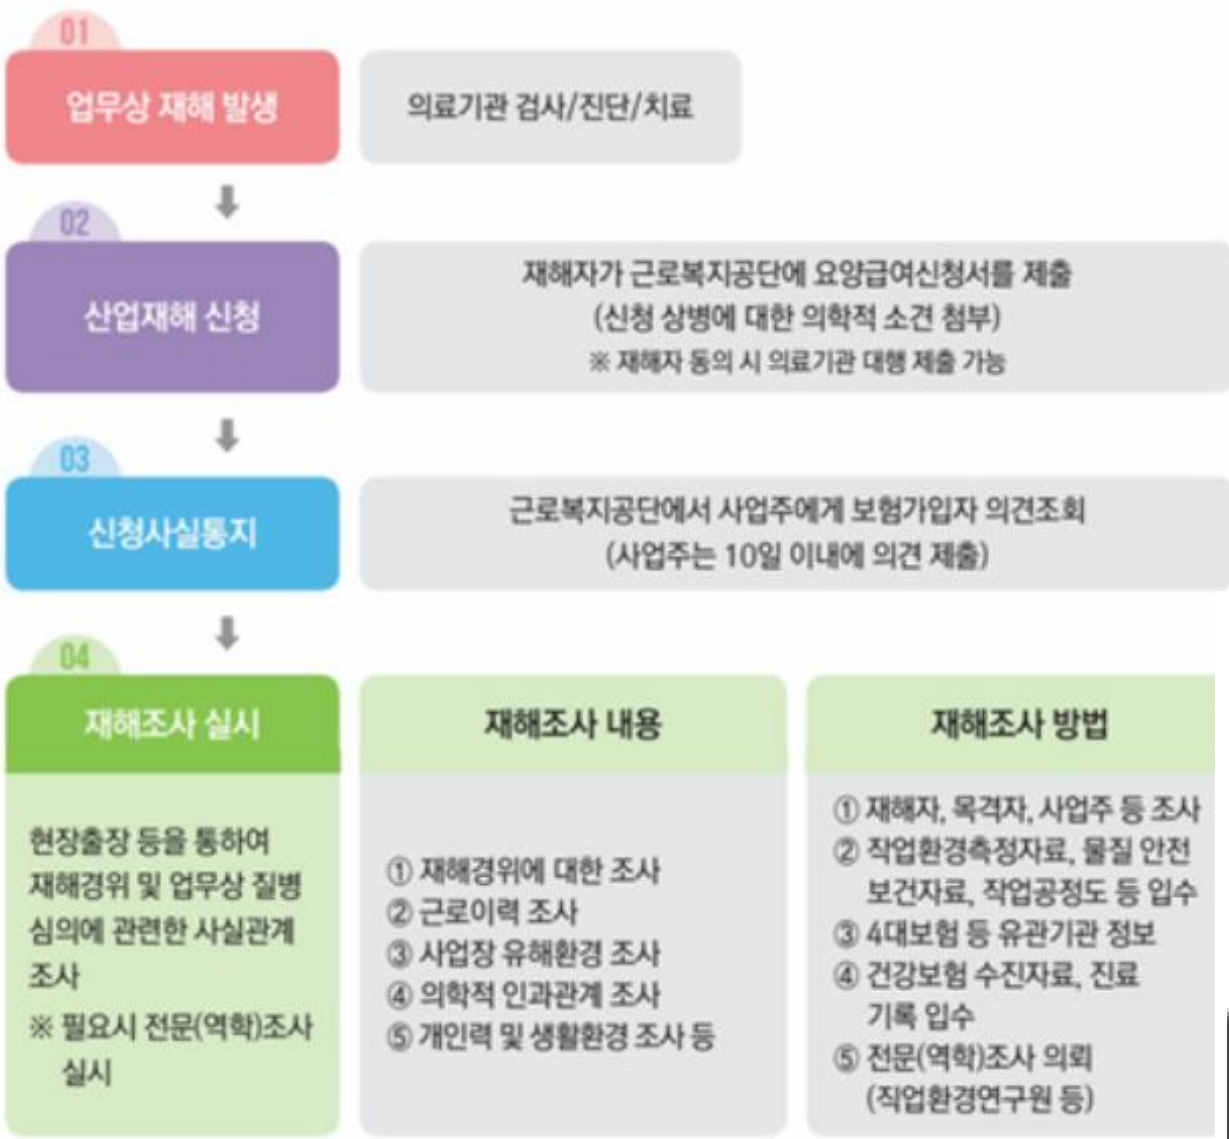 01
업무상 재해 발생
의료기관 검사/진단/치료
02
산업재해 신청
재해자가 근로복지공단에 요양급여신청서를 제출
(신청 상병에 대한 의학적 소견 첨부)
※ 재해자 동의 시 의료기관 대행 제출 가능
03
신청사실통지
근로복지공단에서 사업주에게 보험가입자 의견조회
(사업주는 10일 이내에 의견 제출)
04
재해조사 실시
현장출장 등을 통하여
재해경위 및 업무상 질병
심의에 관련한 사실관계
조사
※ 필요시 전문(역학)조사
실시
재해조사 내용
① 재해경위에 대한 조사
② 근로이력 조사
③ 사업장 유해환경 조사
④ 의학적 인과관계 조사
⑤ 개인력 및 생활환경 조사 등
재해조사 방법
① 재해자, 목격자, 사업주 등 조사
② 작업환경측정자료, 물질 안전
보건자료, 작업공정도 등 입수
③ 4대보험 등 유관기관 정보
④ 건강보험 수진자료, 진료
기록 입수
⑤ 전문(역학)조사 의뢰
(직업환경연구원 등)